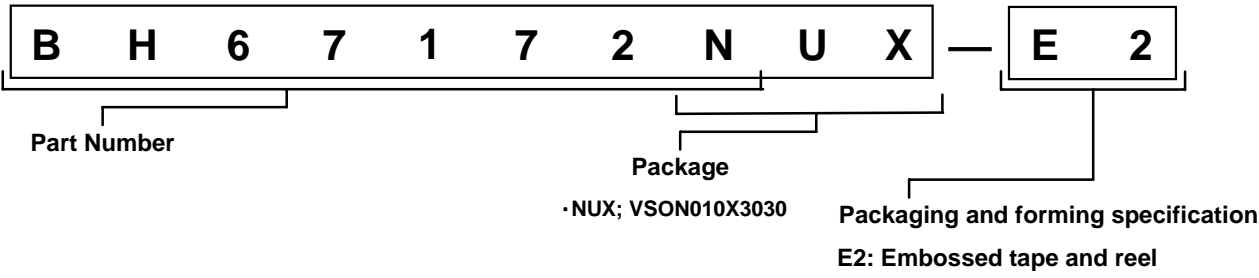 B H 6 7 1 7 2 N U X — E 2
Part Number
Package
・NUX; VSON010X3030
Packaging and forming specification
E2: Embossed tape and reel